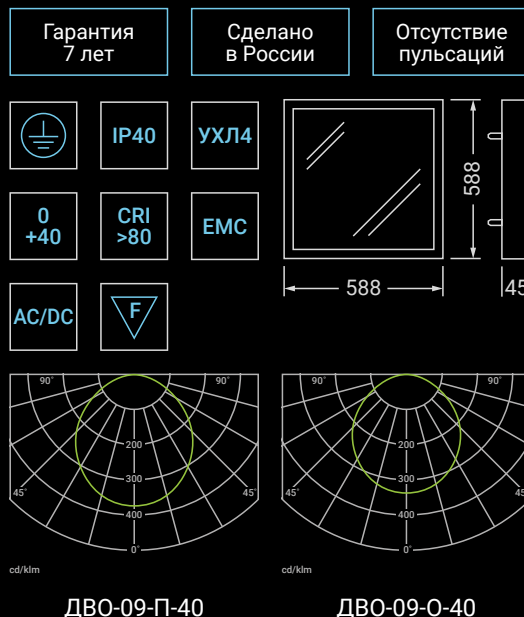 Гарантия
7 лет
Сделано
в России
Отсутствие
пульсаций
IP40
УХЛ4
0
+40
CRI
>80
EMC
AC/DC
F
588
588
45
90°
90°
200
300
400
45°
45°
0°
cd/klm
ДВО-09-П-40
90°
90°
200
300
400
45°
45°
0°
cd/klm
ДВО-09-О-40